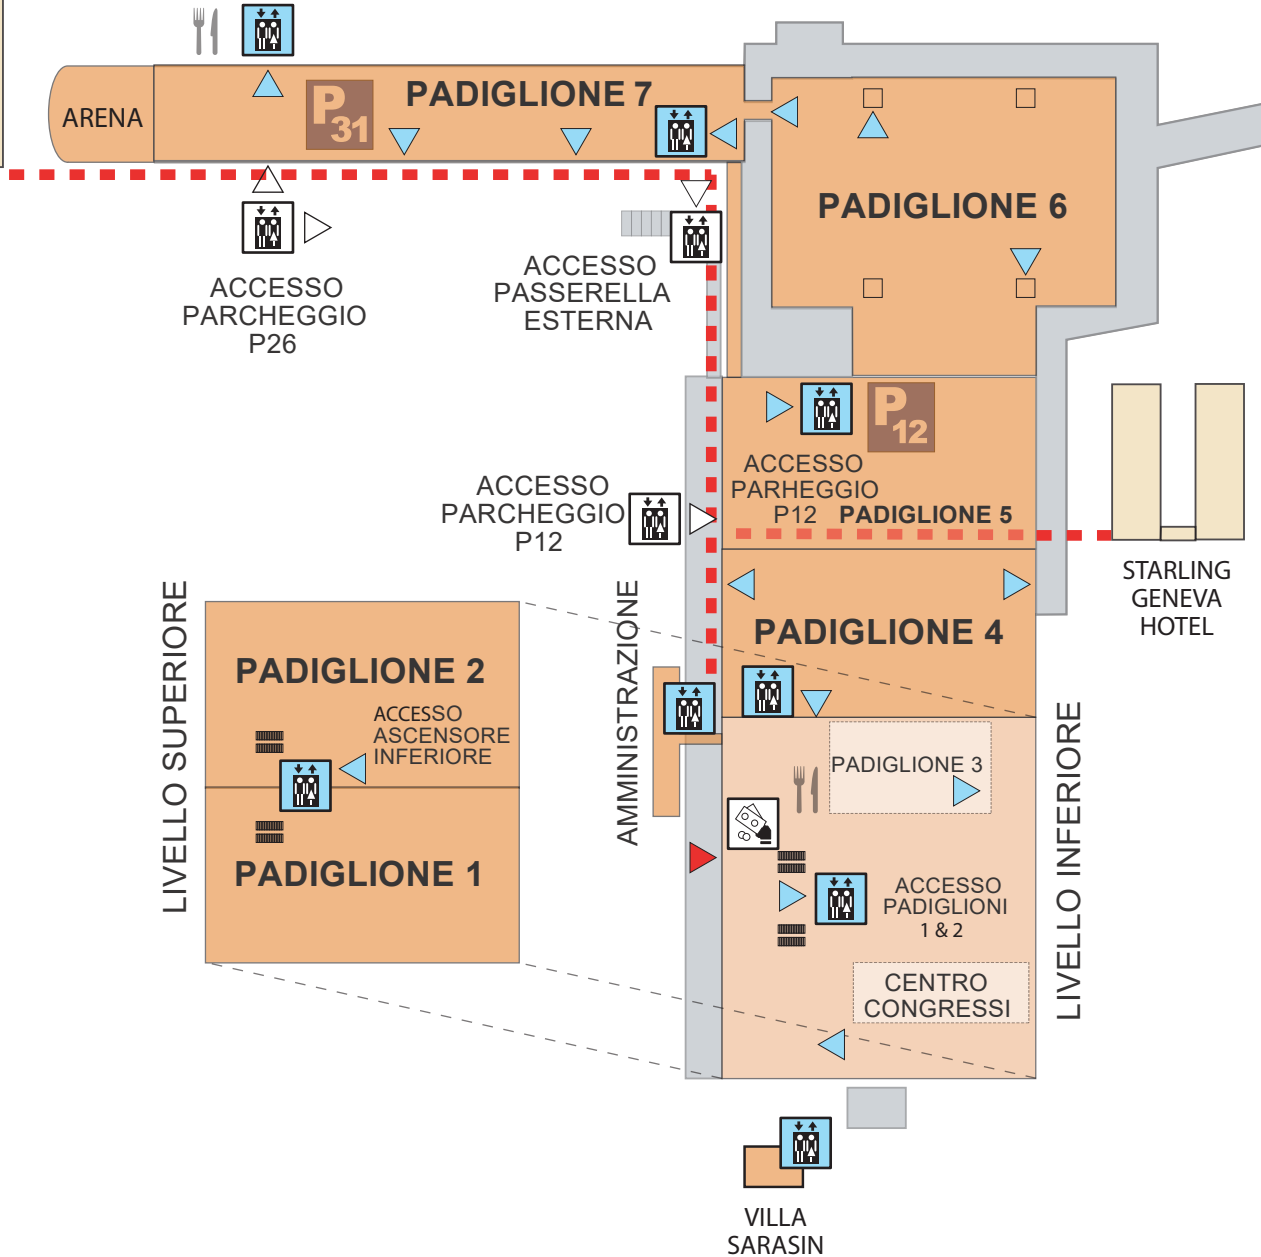 PADIGLIONE 7
ARENA
P
31
PADIGLIONE 6
ACCESSO
PARCHEGGIO
P26
ACCESSO
PASSERELLA
ESTERNA
P
12
ACCESSO
PARHEGGIO
P12
PADIGLIONE 5
ACCESSO
PARCHEGGIO
P12
STARLING
GENEVA
HOTEL
PADIGLIONE 4
AMMINISTRAZIONE
LIVELLO SUPERIORE
PADIGLIONE 2
ACCESSO
ASCENSORE
INFERIORE
PADIGLIONE 1
PADIGLIONE 3
LIVELLO INFERIORE
ACCESSO
PADIGLIONI
1 & 2
CENTRO
CONGRESSI
VILLA
SARASIN